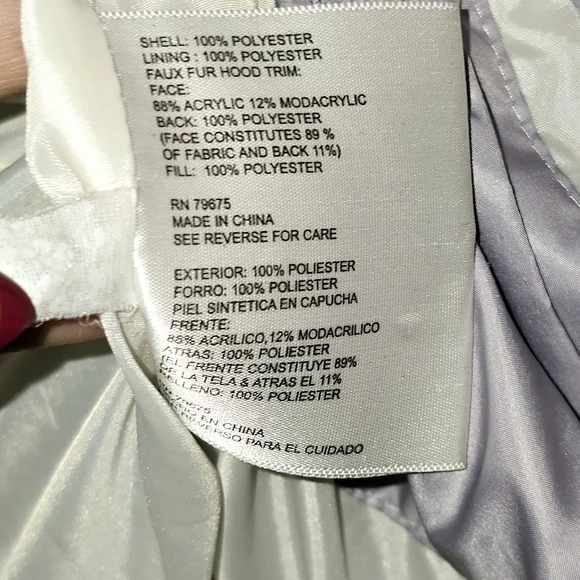 SHELL: 100% POLYESTER
LINING : 100% POLYESTER
FAUX FUR HOOD TRIM:
FACE:
88% ACRYLIC 12% MODACRYLIC
BACK: 100% POLYESTER
(FACE CONSTITUTES 89 %
OF FABRIC AND BACK 11%)
FILL: 100% POLYESTER
RN 79675
MADE IN CHINA
SEE REVERSE FOR CARE
EXTERIOR: 100% POLIESTER
FORRO: 100% POLIESTER
PIEL SINTETICA EN CAPUCHA
FRENTE:
88% ACRILICO,12% MODACRILICO
ATRAS: 100% POLIESTER
(EL FRENTE CONSTITUYE 89%
DE LA TELA & ATRAS EL 11%
RELLENO: 100% POLIESTER
79675
EN CHINA
REVERSO PARA EL CUIDADO